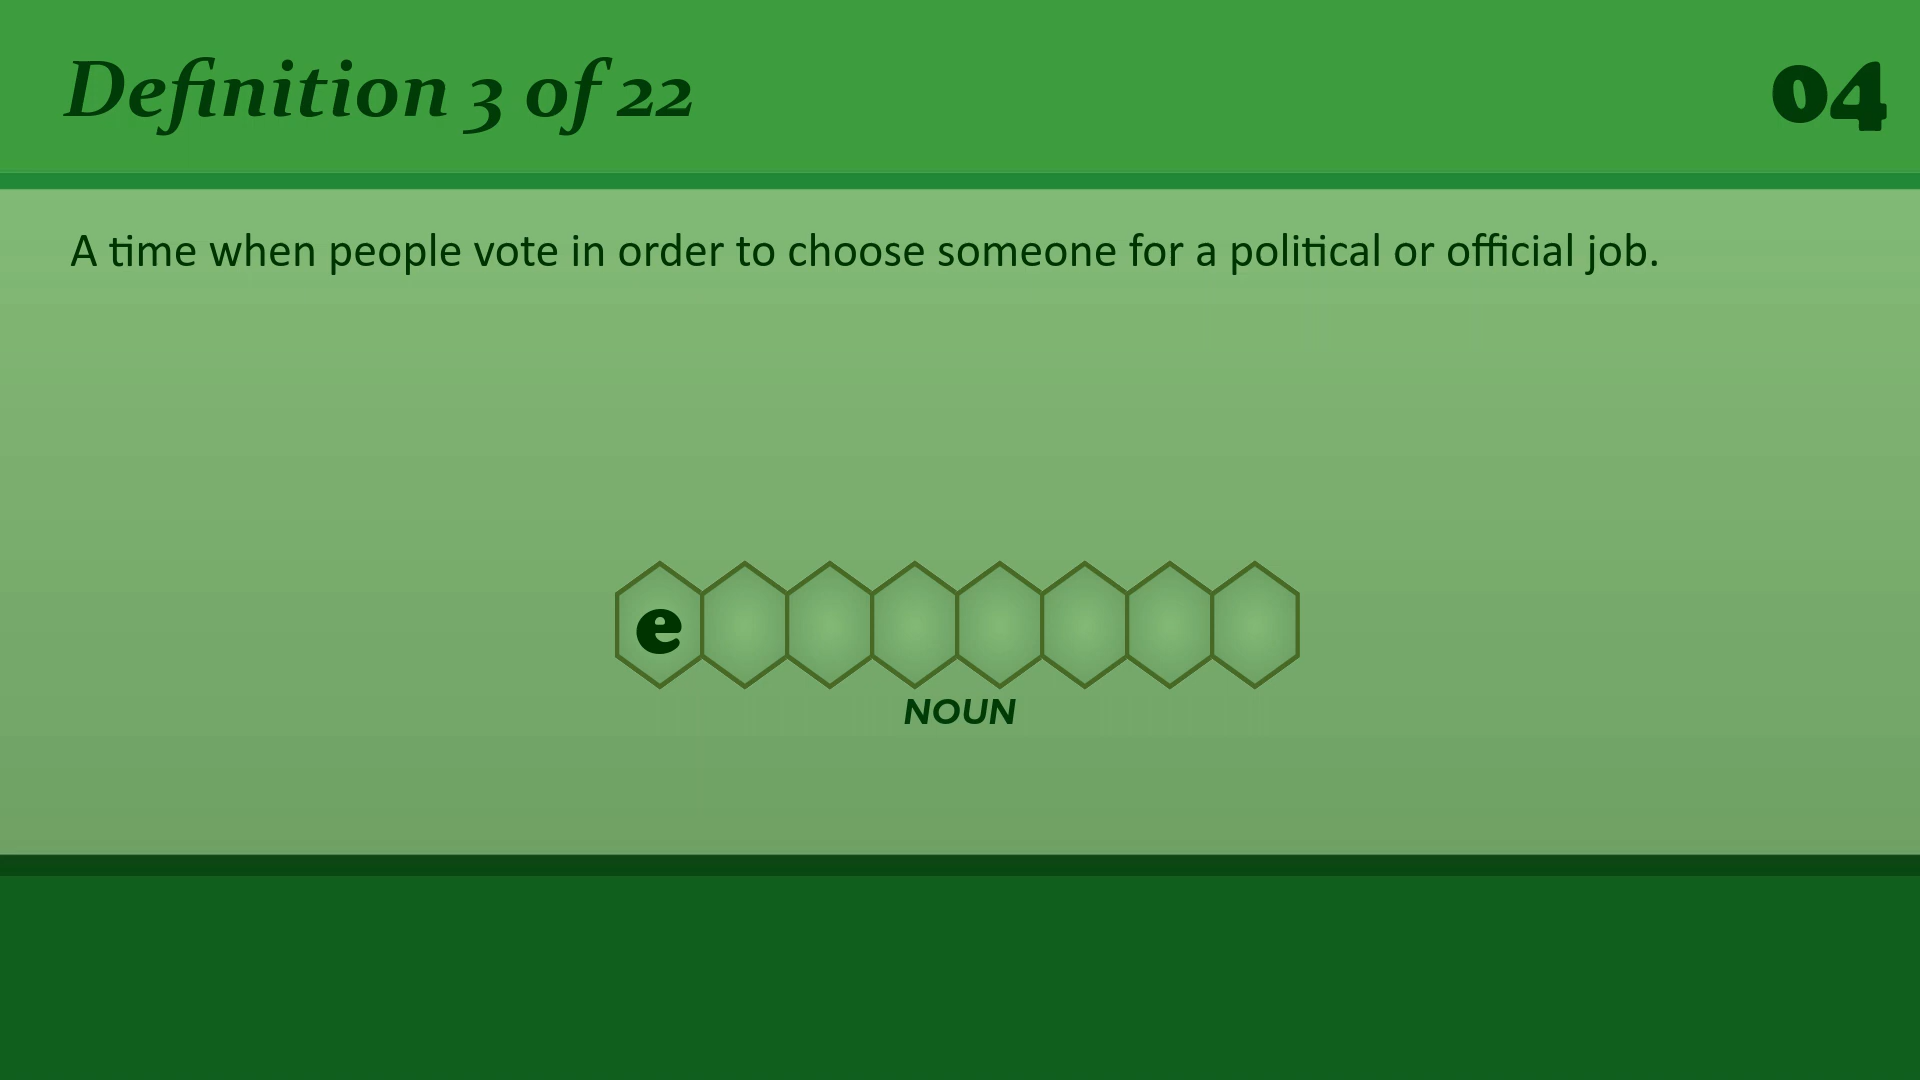 Definition 3 of 22
04
A time when people vote in order to choose someone for a political or official job.
e
NOUN